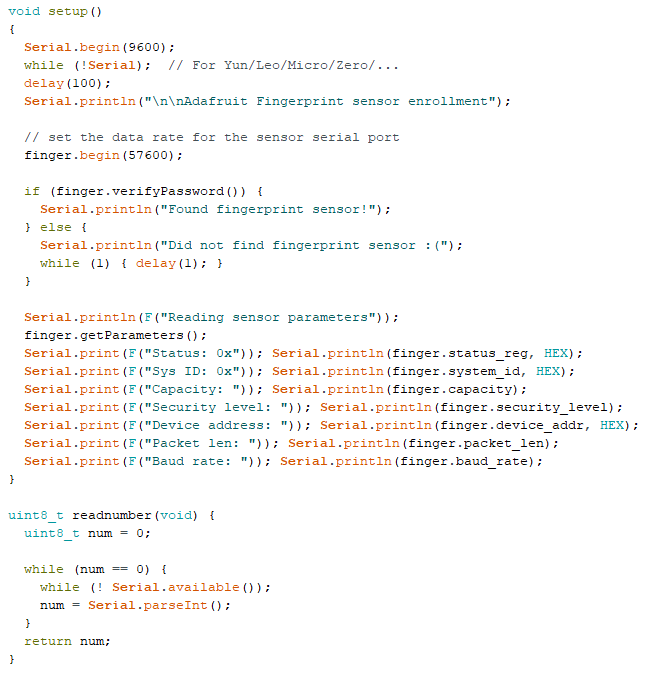 void setup()
{
  Serial.begin(9600);
  while (!Serial);  // For Yun/Leo/Micro/Zero/...
  delay(100);
  Serial.println("\n\nAdafruit Fingerprint sensor enrollment");

  // set the data rate for the sensor serial port
  finger.begin(57600);

  if (finger.verifyPassword()) {
    Serial.println("Found fingerprint sensor!");
  } else {
    Serial.println("Did not find fingerprint sensor :(");
    while (1) { delay(1); }
  }

  Serial.println(F("Reading sensor parameters"));
  finger.getParameters();
  Serial.print(F("Status: 0x")); Serial.println(finger.status_reg, HEX);
  Serial.print(F("Sys ID: 0x")); Serial.println(finger.system_id, HEX);
  Serial.print(F("Capacity: ")); Serial.println(finger.capacity);
  Serial.print(F("Security level: ")); Serial.println(finger.security_level);
  Serial.print(F("Device address: ")); Serial.println(finger.device_addr, HEX);
  Serial.print(F("Packet len: ")); Serial.println(finger.packet_len);
  Serial.print(F("Baud rate: ")); Serial.println(finger.baud_rate);
}

uint8_t readnumber(void) {
  uint8_t num = 0;

  while (num == 0) {
    while (! Serial.available());
    num = Serial.parseInt();
  }
  return num;
}